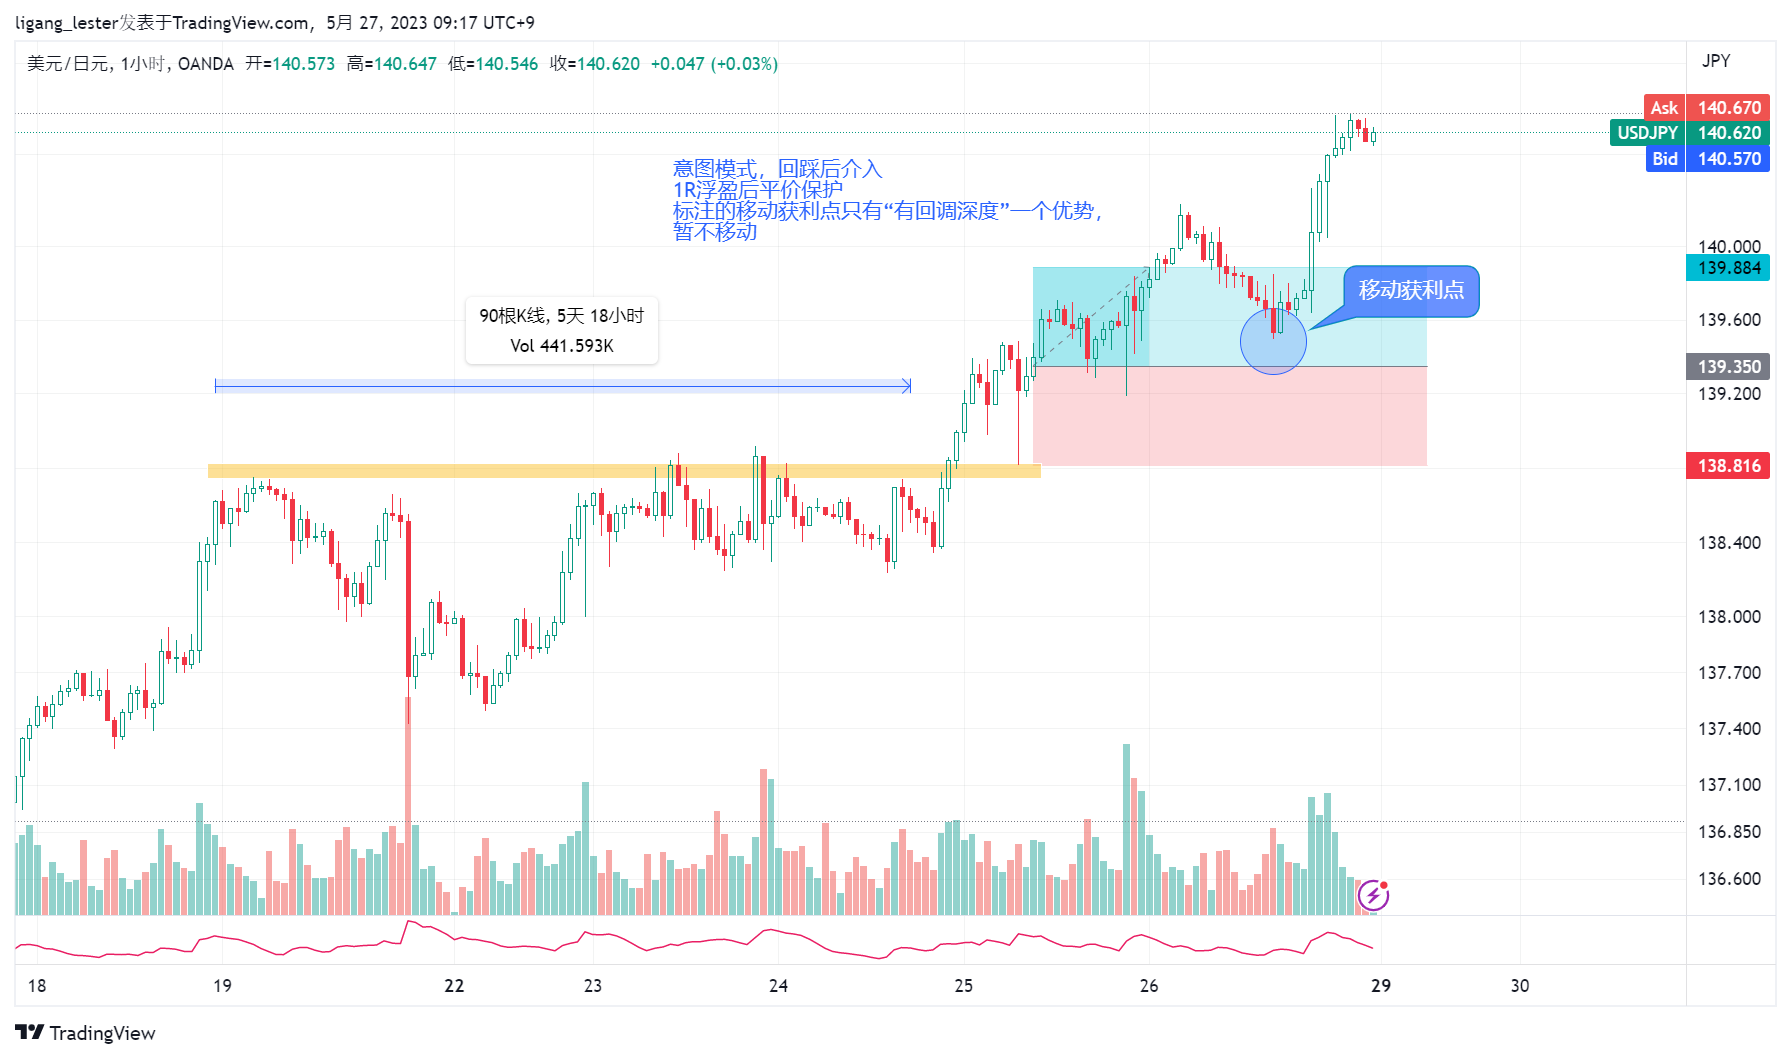 ligang_lester发表于TradingView.com, 5月 27, 2023 09:17 UTC+9
美元/日元, 1小时, OANDA 开=140.573 高=140.647 低=140.546 收=140.620 +0.047 (+0.03%)
JPY
Ask 140.670
USDJPY 140.620
Bid 140.570
意图模式，回踩后介入
1R浮盈后平价保护
标注的移动获利点只有“有回调深度”一个优势，
暂不移动
140.000
139.884
移动获利点
90根K线, 5天 18小时
Vol 441.593K
139.600
139.350
139.200
138.816
138.400
138.000
137.700
137.400
137.100
136.850
136.600
18 19 22 23 24 25 26 29 30
TradingView